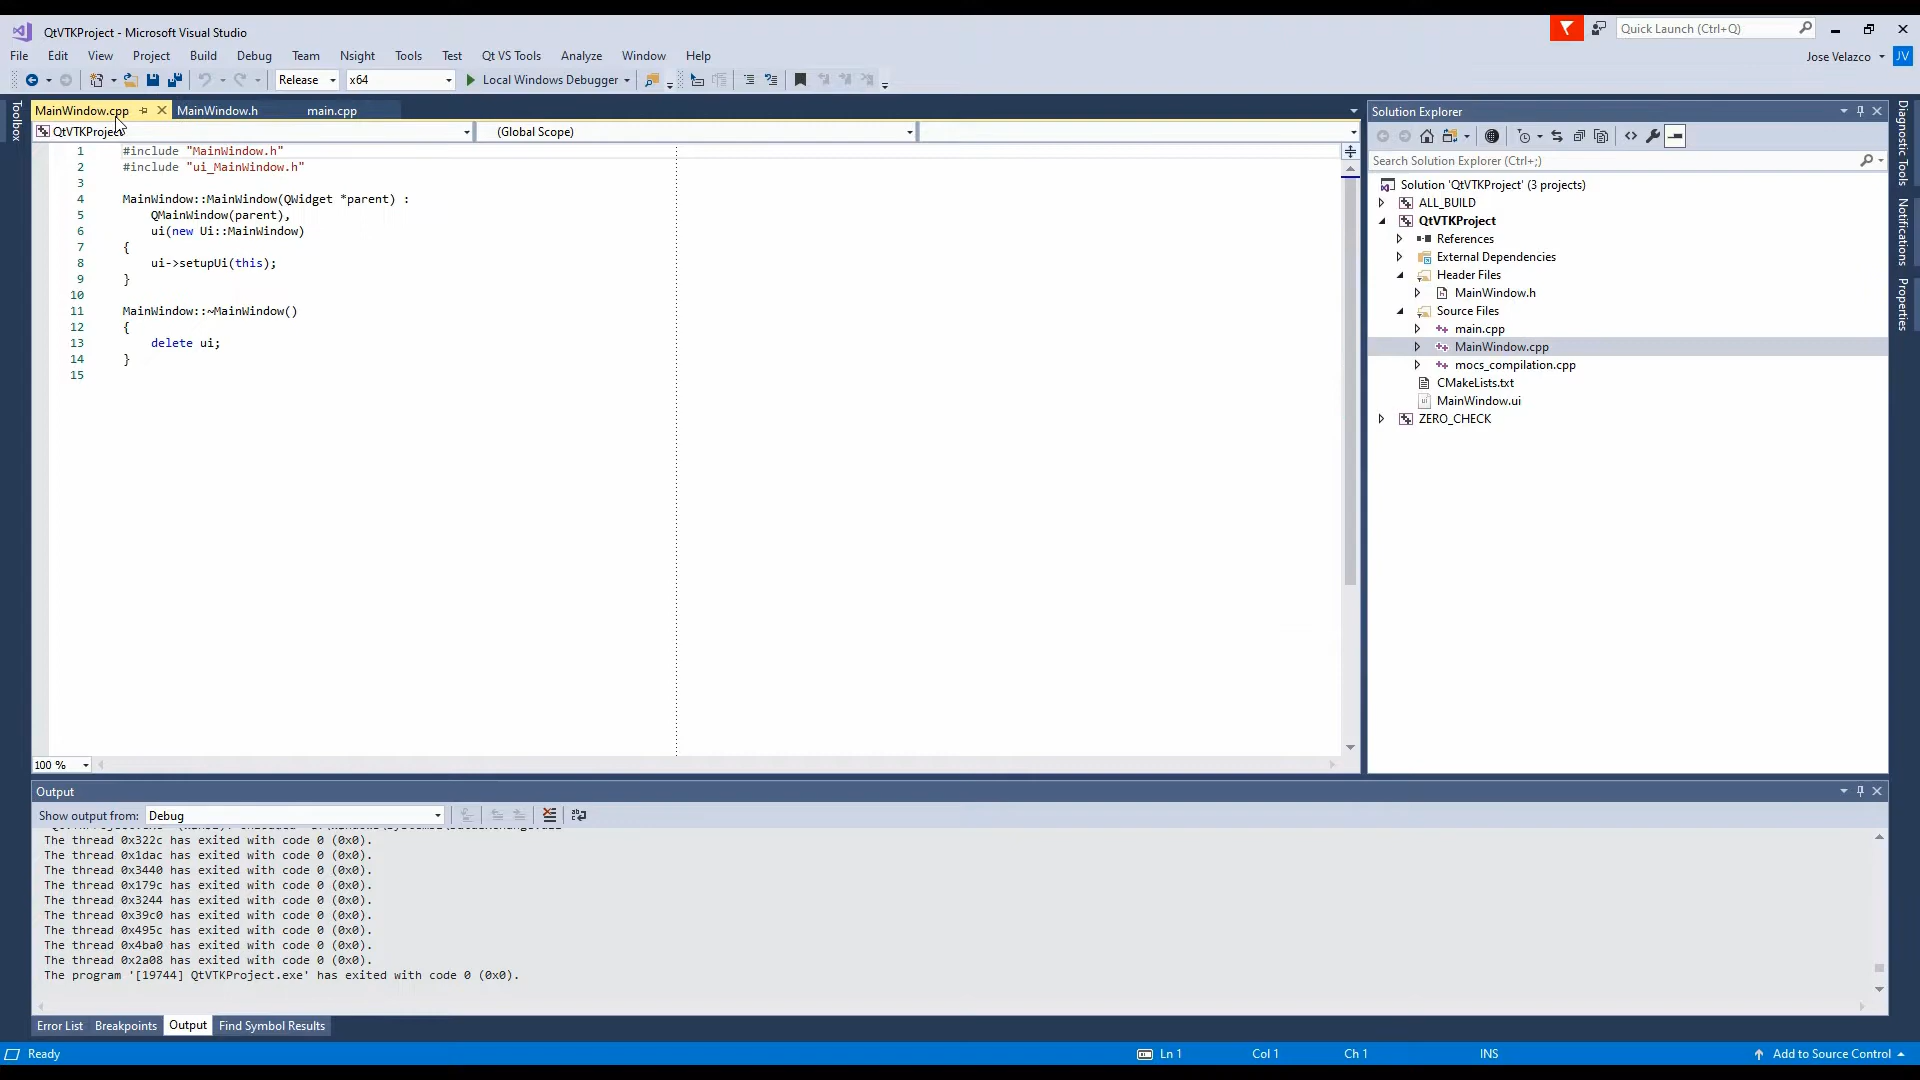 QtVTKProject - Microsoft Visual Studio
Quick Launch (Ctrl+Q)
File Edit View Project Build Debug Team Nsight Tools Test Qt VS Tools Analyze Window Help
Jose Velazco JV
Release x64 Local Windows Debugger
Toolbox
MainWindow.cpp MainWindow.h main.cpp
QtVTKProject (Global Scope)
1 #include "MainWindow.h"
2 #include "ui_MainWindow.h"
3
4 MainWindow::MainWindow(QWidget *parent) :
5 QMainWindow(parent),
6 ui(new Ui::MainWindow)
7 {
8 ui->setupUi(this);
9 }
10
11 MainWindow::~MainWindow()
12 {
13 delete ui;
14 }
15
100 %
Solution Explorer
Search Solution Explorer (Ctrl+;)
Solution 'QtVTKProject' (3 projects)
ALL_BUILD
QtVTKProject
References
External Dependencies
Header Files
MainWindow.h
Source Files
main.cpp
MainWindow.cpp
mocs_compilation.cpp
CMakeLists.txt
MainWindow.ui
ZERO_CHECK
Diagnostic Tools
Notifications
Properties
Output
Show output from: Debug
The thread 0x322c has exited with code 0 (0x0).
The thread 0x1dac has exited with code 0 (0x0).
The thread 0x3440 has exited with code 0 (0x0).
The thread 0x179c has exited with code 0 (0x0).
The thread 0x3244 has exited with code 0 (0x0).
The thread 0x39c0 has exited with code 0 (0x0).
The thread 0x495c has exited with code 0 (0x0).
The thread 0x4ba0 has exited with code 0 (0x0).
The thread 0x2a08 has exited with code 0 (0x0).
The program '[19744] QtVTKProject.exe' has exited with code 0 (0x0).
Error List Breakpoints Output Find Symbol Results
Ready Ln 1 Col 1 Ch 1 INS Add to Source Control